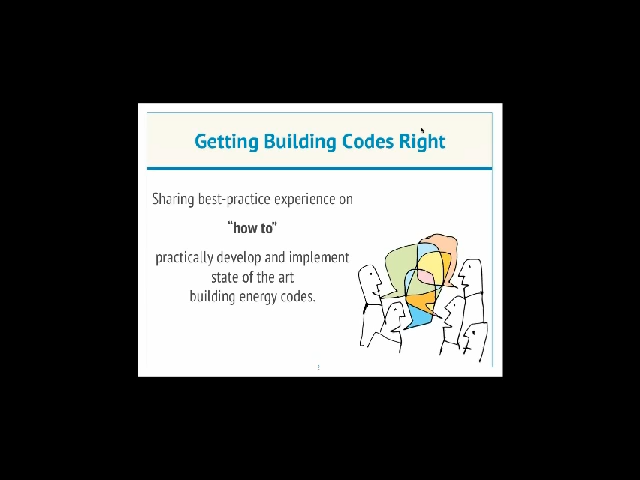 Getting Building Codes Right
Sharing best-practice experience on
“how to”
practically develop and implement
state of the art
building energy codes.